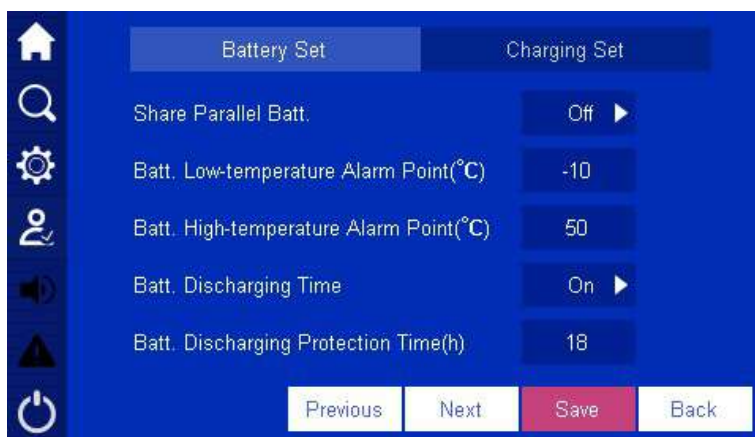 Battery Set Charging Set
Share Parallel Batt. Off
Batt. Low-temperature Alarm Point(°C) -10
Batt. High-temperature Alarm Point(°C) 50
Batt. Discharging Time On
Batt. Discharging Protection Time(h) 18
Previous Next Save Back